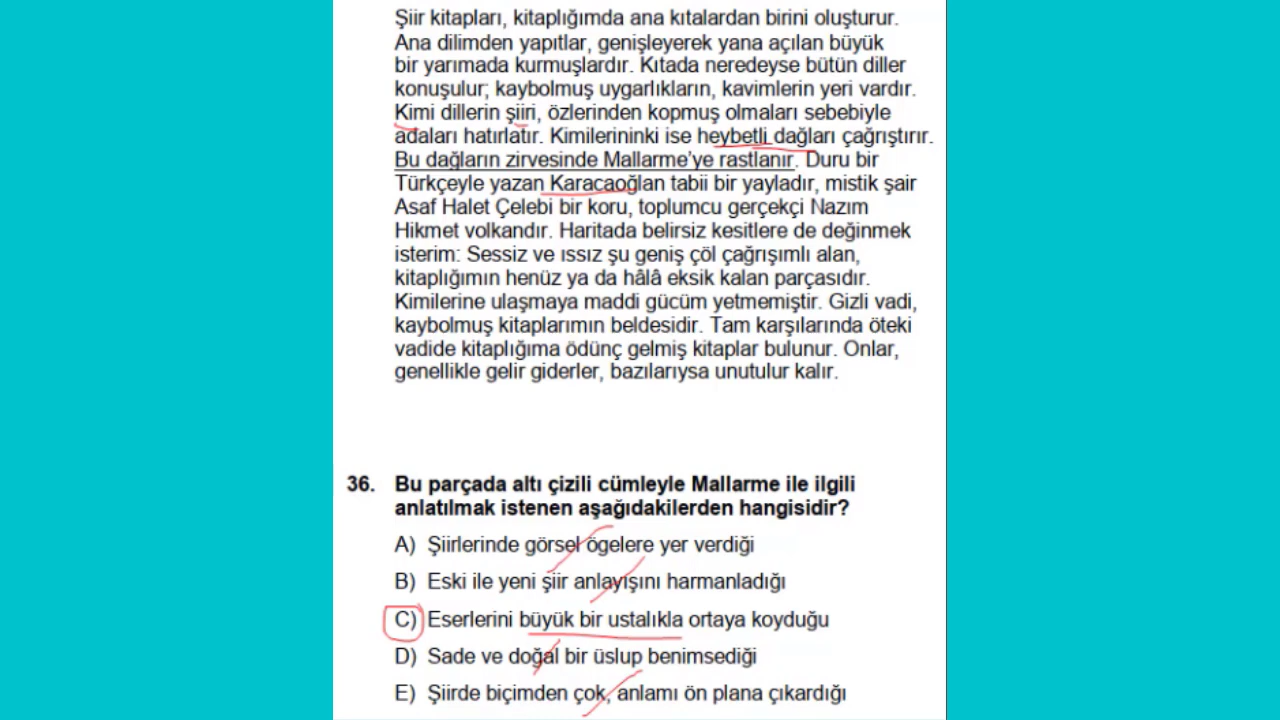 Şiir kitapları, kitaplığımda ana kıtalardan birini oluşturur.
Ana dilimden yapıtlar, genişleyerek yana açılan büyük
bir yarımada kurmuşlardır. Kıtada neredeyse bütün diller
konuşulur; kaybolmuş uygarlıkların, kavimlerin yeri vardır.
Kimi dillerin şiiri, özlerinden kopmuş olmaları sebebiyle
adaları hatırlatır. Kimilerininki ise heybetli dağları çağrıştırır.
Bu dağların zirvesinde Mallarme'ye rastlanır. Duru bir
Türkçeyle yazan Karacaoğlan tabii bir yayladır, mistik şair
Asaf Halet Çelebi bir koru, toplumcu gerçekçi Nazım
Hikmet volkandır. Haritada belirsiz kesitlere de değinmek
isterim: Sessiz ve ıssız şu geniş çöl çağrışımlı alan,
kitaplığımın henüz ya da hâlâ eksik kalan parçasıdır.
Kimilerine ulaşmaya maddi gücüm yetmemiştir. Gizli vadi,
kaybolmuş kitaplarımın beldesidir. Tam karşılarında öteki
vadide kitaplığıma ödünç gelmiş kitaplar bulunur. Onlar,
genellikle gelir giderler, bazılarıysa unutulur kalır.
36. Bu parçada altı çizili cümleyle Mallarme ile ilgili
anlatılmak istenen aşağıdakilerden hangisidir?
A) Şiirlerinde görsel ögelere yer verdiği
B) Eski ile yeni şiir anlayışını harmanladığı
C) Eserlerini büyük bir ustalıkla ortaya koyduğu
D) Sade ve doğal bir üslup benimsediği
E) Şiirde biçimden çok, anlamı ön plana çıkardığı